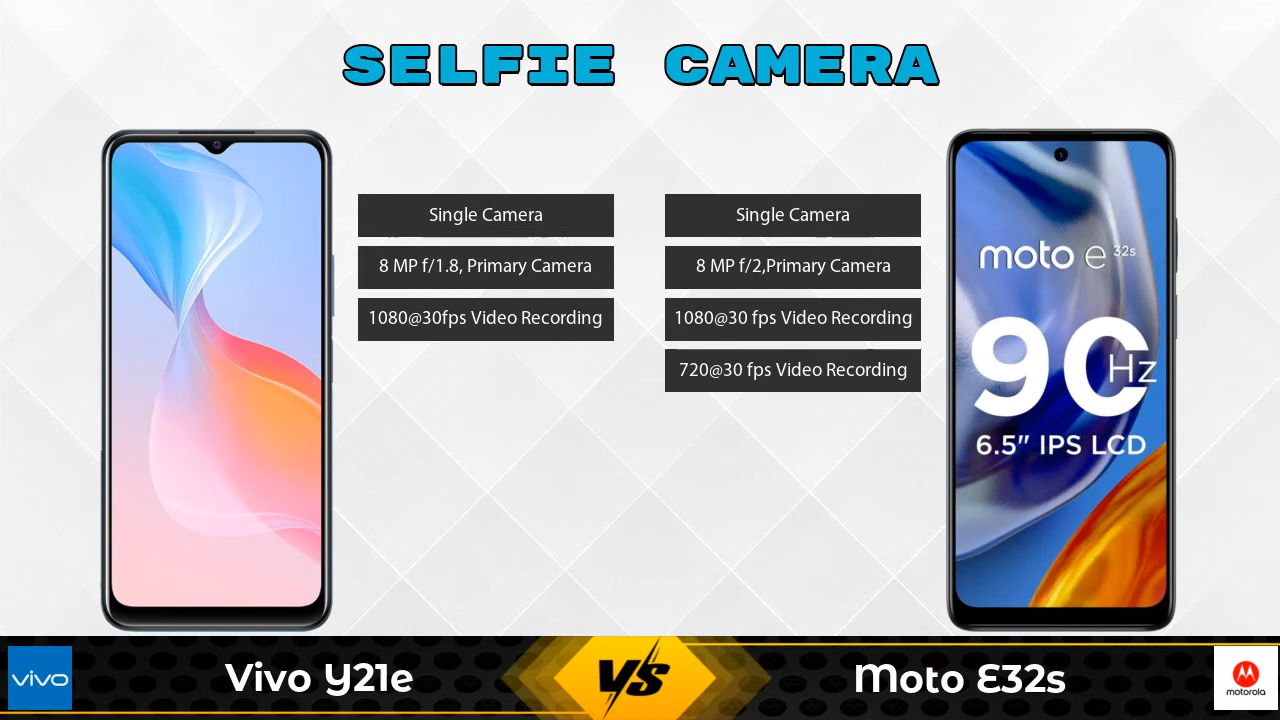 SELFIE CAMERA
Single Camera
8 MP f/1.8, Primary Camera
1080@30fps Video Recording
Single Camera
8 MP f/2,Primary Camera
1080@30 fps Video Recording
720@30 fps Video Recording
moto e 32s
90Hz
6.5" IPS LCD
vivo
Vivo Y21e
VS
Moto E32s
motorola